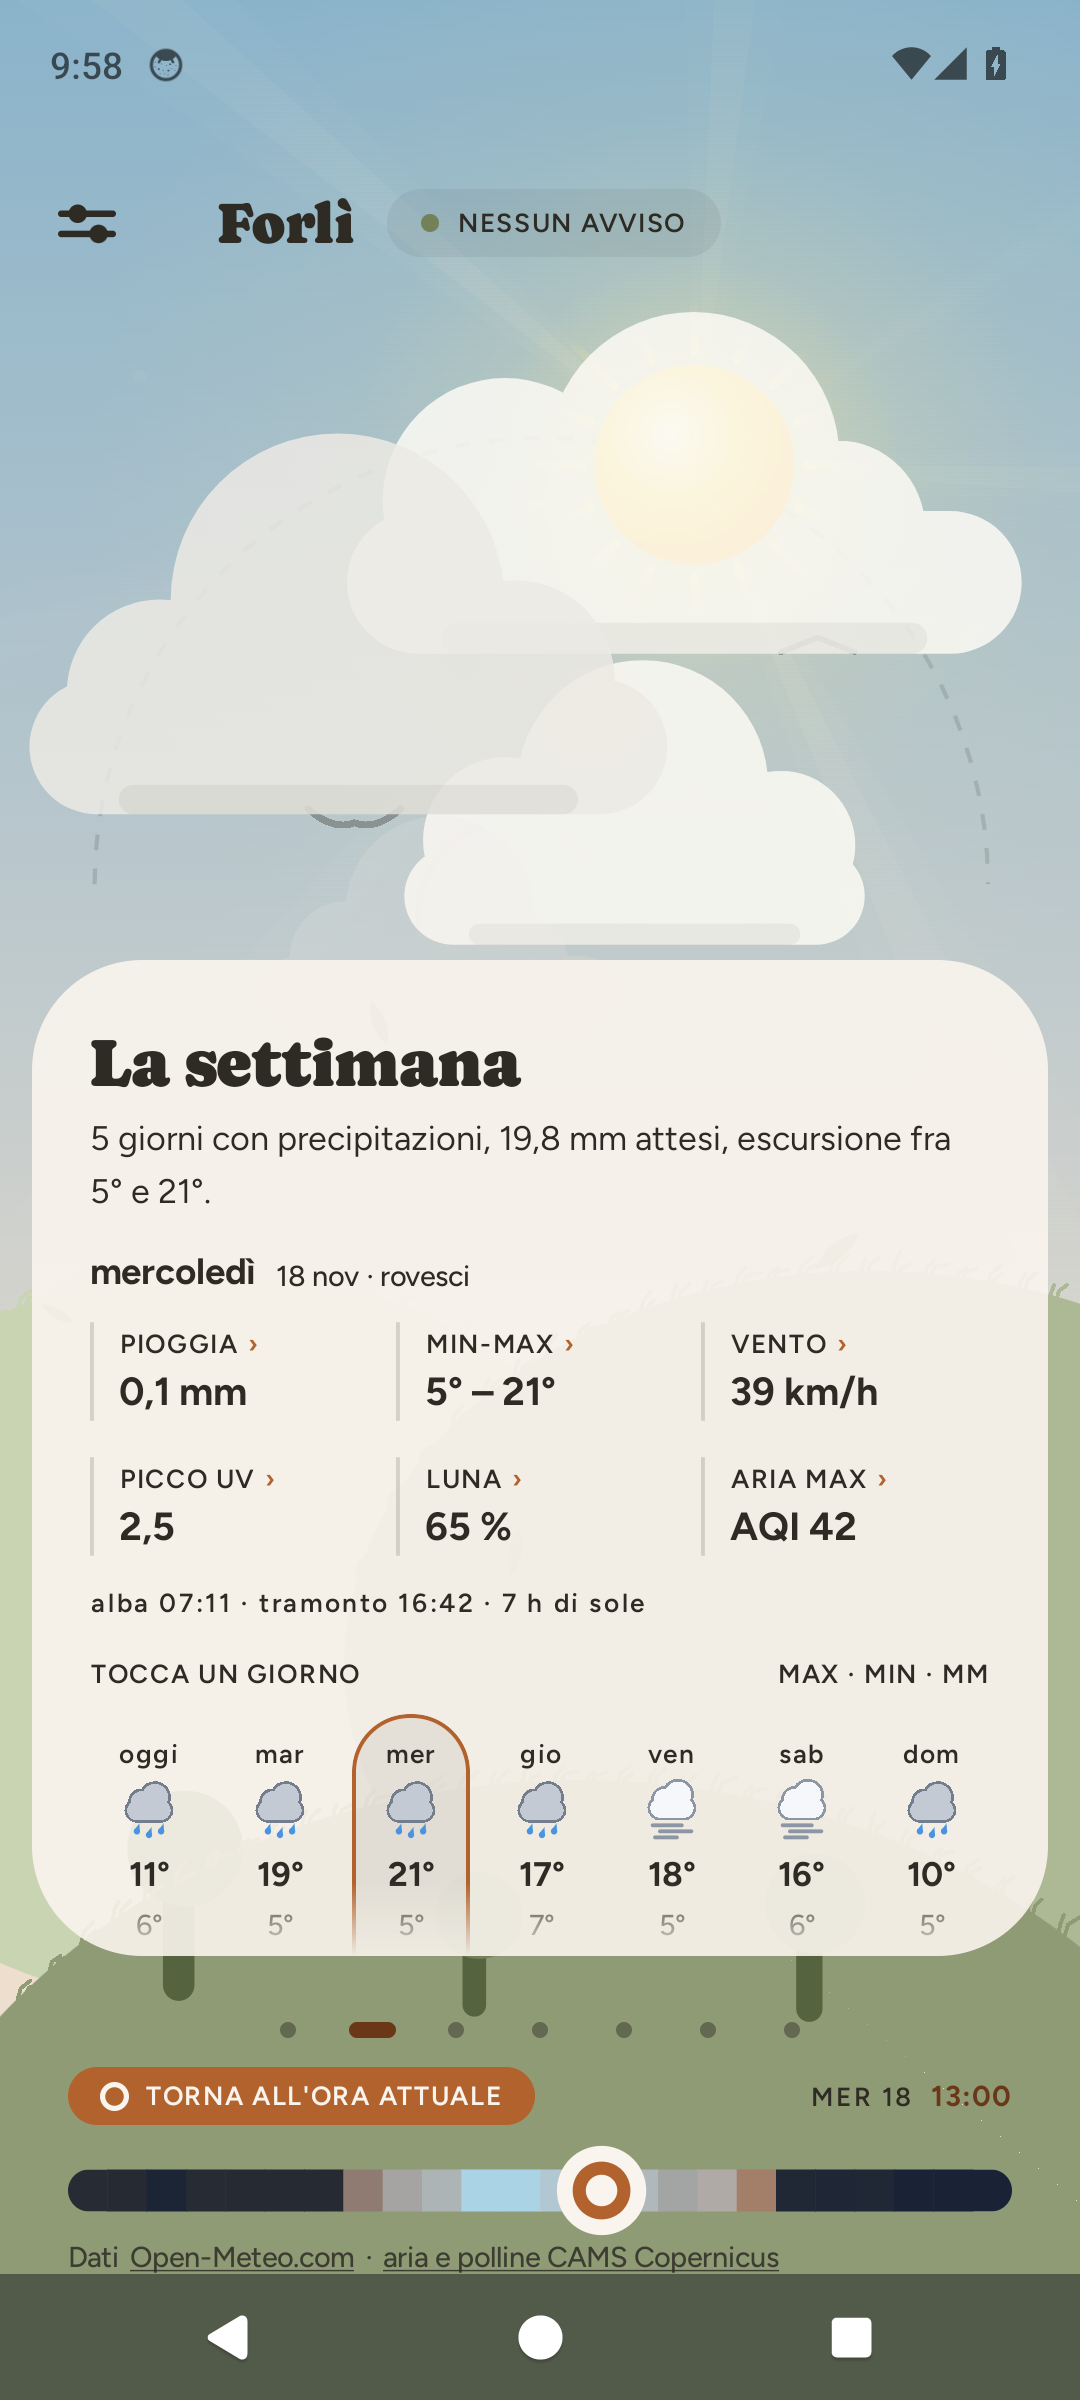 9:58
Forlì
NESSUN AVVISO
La settimana
5 giorni con precipitazioni, 19,8 mm attesi, escursione fra
5° e 21°.
mercoledì 18 nov · rovesci
PIOGGIA › MIN-MAX › VENTO ›
0,1 mm 5° – 21° 39 km/h
PICCO UV › LUNA › ARIA MAX ›
2,5 65 % AQI 42
alba 07:11 · tramonto 16:42 · 7 h di sole
TOCCA UN GIORNO MAX · MIN · MM
oggi mar mer gio ven sab dom
11° 19° 21° 17° 18° 16° 10°
6° 5° 5° 7° 5° 6° 5°
TORNA ALL'ORA ATTUALE MER 18 13:00
Dati Open-Meteo.com · aria e polline CAMS Copernicus